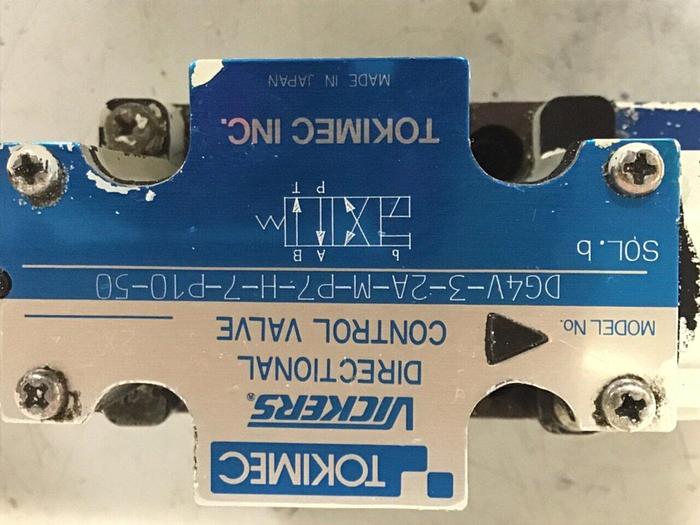 TOKIMEC
VICKERS®
DIRECTIONAL
CONTROL VALVE
MODEL No.
DG4V-3-2A-M-P7-H-7-P10-50
SOL. b
b A B
P T
TOKIMEC INC.
MADE IN JAPAN